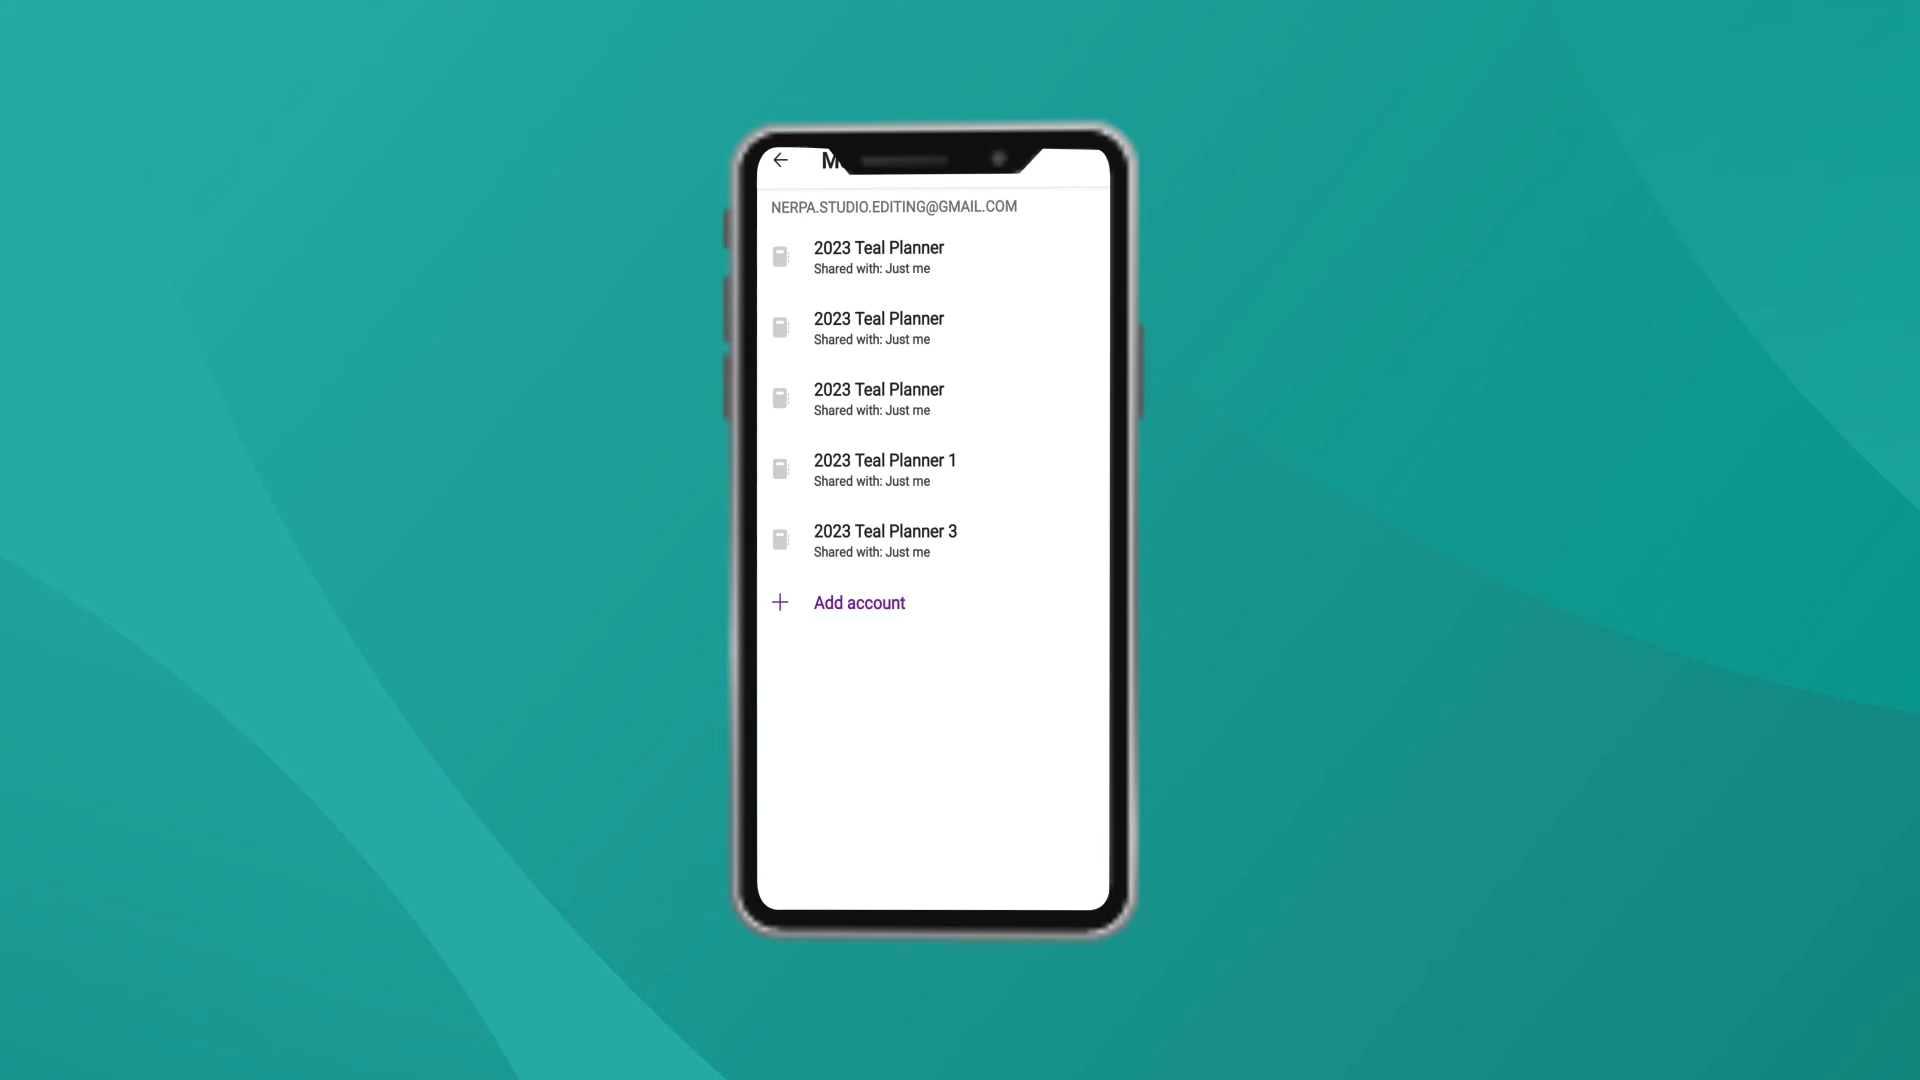 NERPA.STUDIO.EDITING@GMAIL.COM
2023 Teal Planner
Shared with: Just me
2023 Teal Planner
Shared with: Just me
2023 Teal Planner
Shared with: Just me
2023 Teal Planner 1
Shared with: Just me
2023 Teal Planner 3
Shared with: Just me
Add account